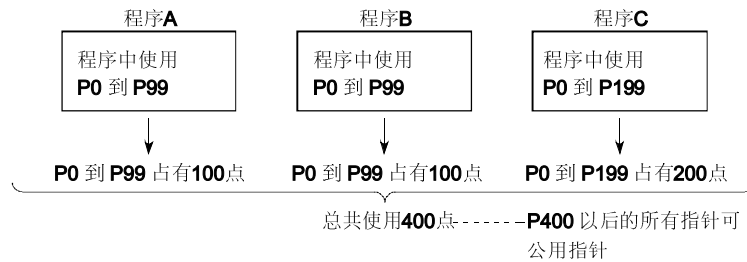 程序A 程序B 程序C
程序中使用 程序中使用 程序中使用
P0 到 P99 P0 到 P99 P0 到 P199
P0 到 P99 占有100点 P0 到 P99 占有100点 P0 到 P199 占有200点
总共使用400点 P400 以后的所有指针可
公用指针